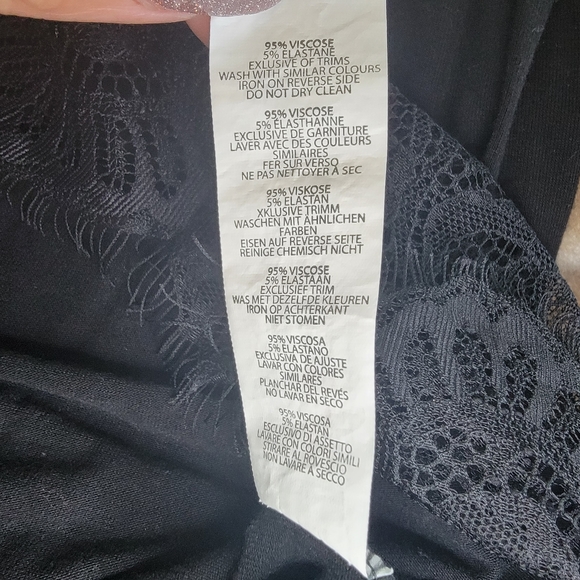 95% VISCOSE
5% ELASTANE
EXCLUSIVE OF TRIMS
WASH WITH SIMILAR COLOURS
IRON ON REVERSE SIDE
DO NOT DRY CLEAN
95% VISCOSE
5% ÉLASTHANNE
EXCLUSIVE DE GARNITURE
LAVER AVEC DES COULEURS
SIMILAIRES
FER SUR VERSO
NE PAS NETTOYER À SEC
95% VISKOSE
5% ELASTAN
XKLUSIVE TRIMM
WASCHEN MIT ÄHNLICHEN
FARBEN
EISEN AUF REVERSE SEITE
REINIGE CHEMISCH NICHT
95% VISCOSE
5% ELASTAAN
EXCLUSIEF TRIM
WAS MET DEZELFDE KLEUREN
IRON OP ACHTERKANT
NIET STOMEN
95% VISCOSA
5% ELASTANO
EXCLUSIVA DE AJUSTE
LAVAR CON COLORES
SIMILARES
PLANCHAR DEL REVÉS
NO LAVAR EN SECO
95% VISCOSA
5% ELASTAN
ESCLUSIVO DI ASSETTO
LAVARE CON COLORI SIMILI
STIRARE AL ROVESCIO
NON LAVARE A SECCO